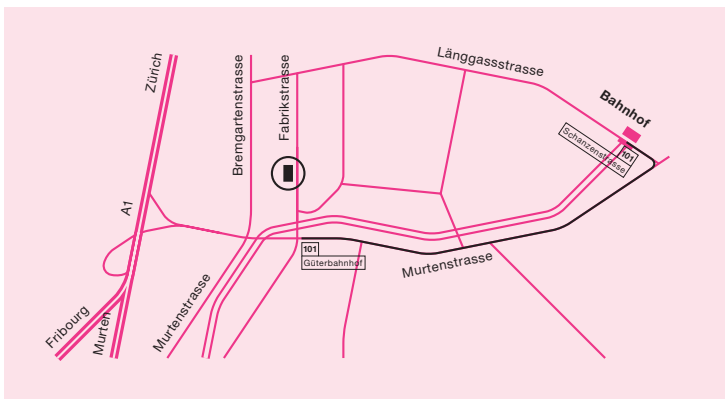 Zürich
Bremgartenstrasse
Fabrikstrasse
Länggassstrasse
Bahnhof
Schanzenstrasse
101
A1
101
Güterbahnhof
Murtenstrasse
Murtenstrasse
Fribourg
Murten